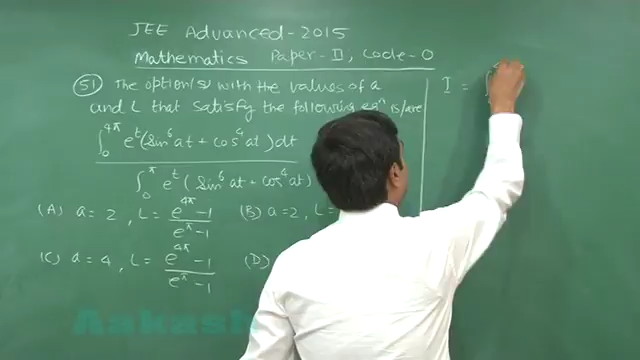 JEE Advanced-2015
Mathematics Paper-II, Code-0
51 The option(s) with the values of a
and L that satisfy the following eqⁿ is/are
∫₀^4π e^t (sin⁶ at + cos⁴ at) dt
∫₀^π e^t (sin⁶ at + cos⁴ at)
(A) a = 2, L = (e^4π - 1)/(e^π - 1) (B) a = 2, L =
(C) a = 4, L = (e^4π - 1)/(e^π - 1) (D)
I = ∫
Aakash